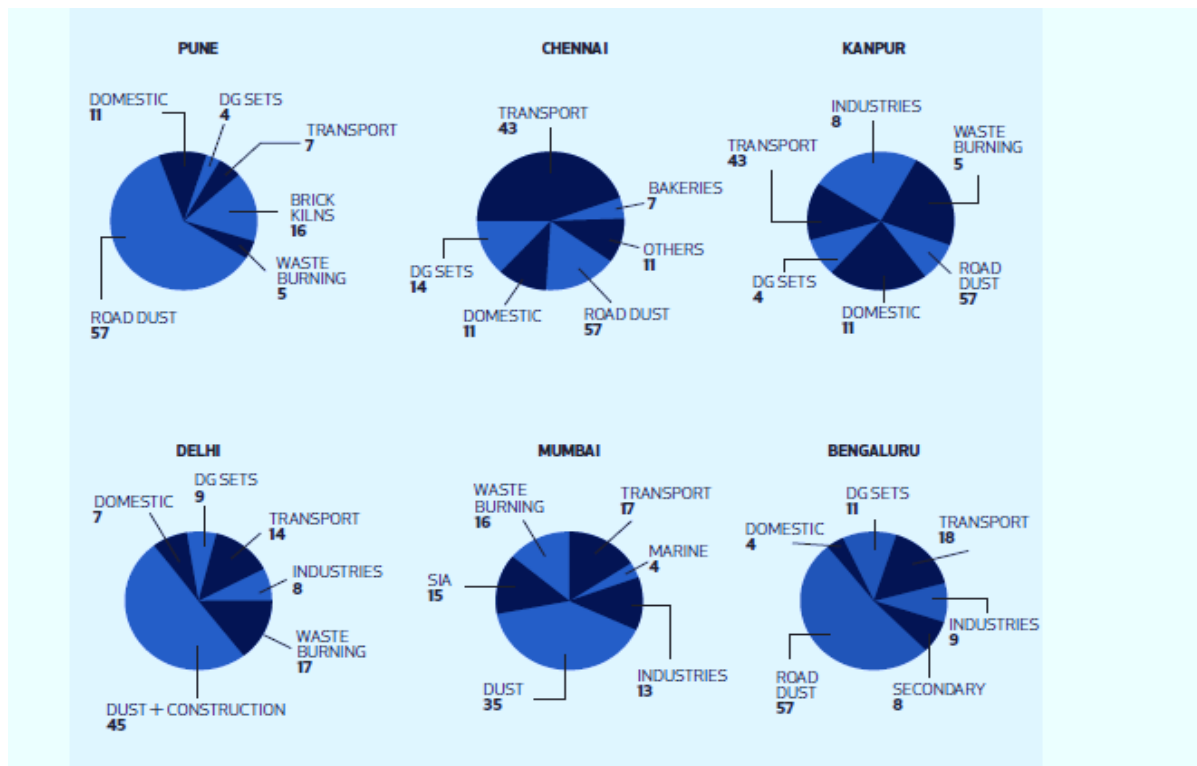 PUNE
DOMESTIC
11
DG SETS
4
TRANSPORT
7
BRICK
KILNS
16
WASTE
BURNING
5
ROAD DUST
57
CHENNAI
TRANSPORT
43
BAKERIES
7
OTHERS
11
ROAD DUST
57
DOMESTIC
11
DG SETS
14
KANPUR
INDUSTRIES
8
WASTE
BURNING
5
ROAD
DUST
57
DOMESTIC
11
DG SETS
4
TRANSPORT
43
DELHI
DG SETS
9
DOMESTIC
7
TRANSPORT
14
INDUSTRIES
8
WASTE
BURNING
17
DUST + CONSTRUCTION
45
MUMBAI
WASTE
BURNING
16
TRANSPORT
17
MARINE
4
SIA
15
INDUSTRIES
13
DUST
35
BENGALURU
DG SETS
11
DOMESTIC
4
TRANSPORT
18
INDUSTRIES
9
SECONDARY
8
ROAD
DUST
57